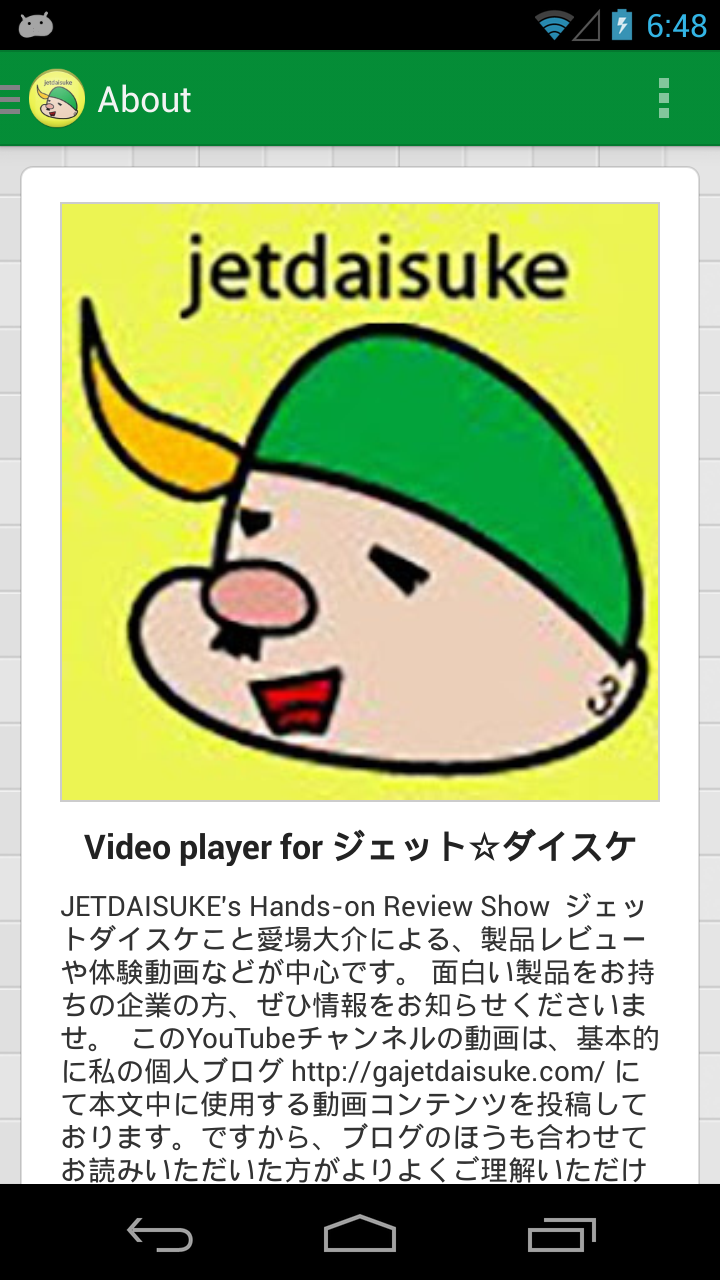 6:48
jetdaisuke
About
jetdaisuke
Video player for ジェット☆ダイスケ
JETDAISUKE's Hands-on Review Show  ジェッ
トダイスケこと愛場大介による、製品レビュー
や体験動画などが中心です。 面白い製品をお持
ちの企業の方、ぜひ情報をお知らせくださいま
せ。  このYouTubeチャンネルの動画は、基本的
に私の個人ブログ http://gajetdaisuke.com/ に
て本文中に使用する動画コンテンツを投稿して
おります。ですから、ブログのほうも合わせて
お読みいただいた方がよりよくご理解いただけ